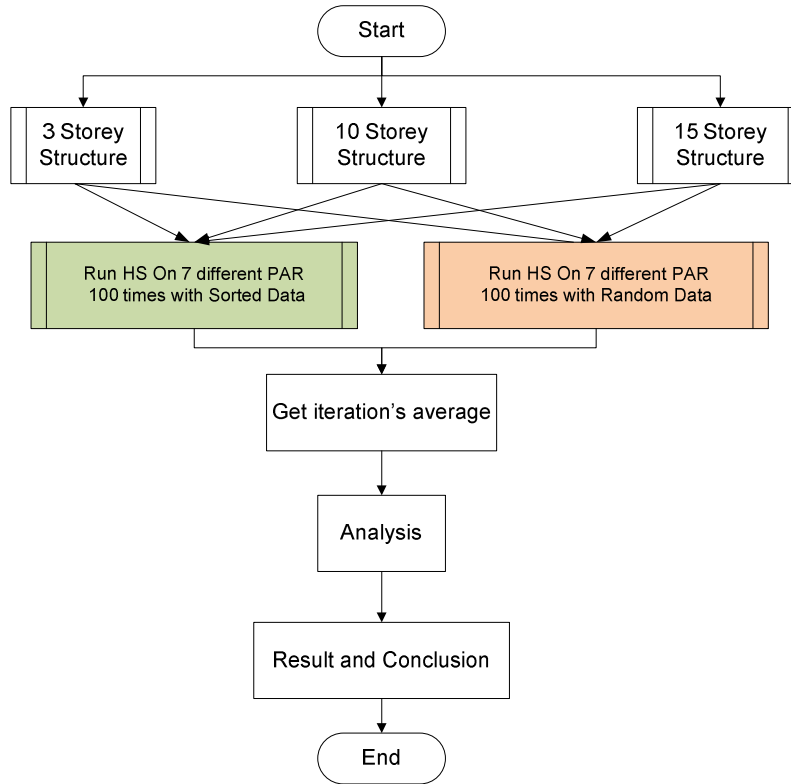 Start
3 Storey
Structure
10 Storey
Structure
15 Storey
Structure
Run HS On 7 different PAR
100 times with Sorted Data
Run HS On 7 different PAR
100 times with Random Data
Get iteration’s average
Analysis
Result and Conclusion
End